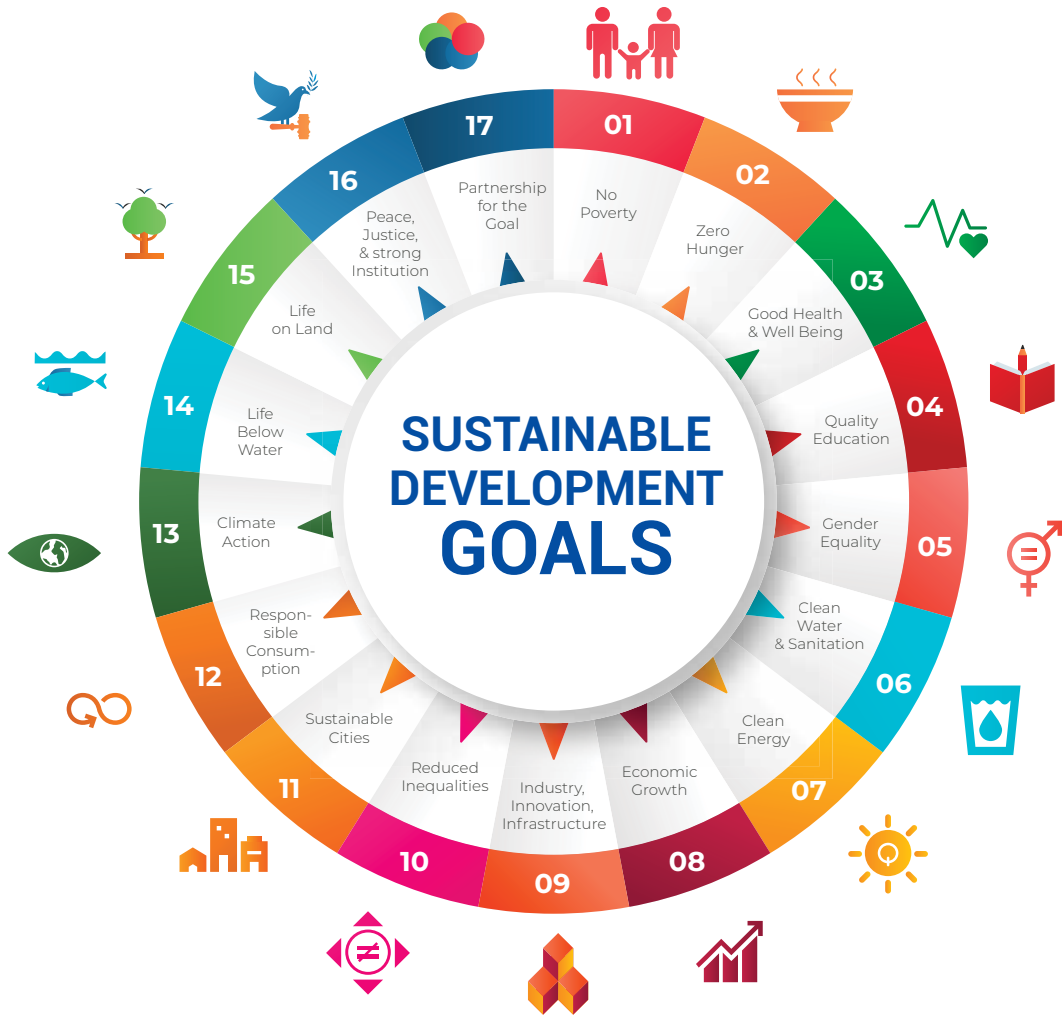 SUSTAINABLE
DEVELOPMENT
GOALS
01
No
Poverty
02
Zero
Hunger
03
Good Health
& Well Being
04
Quality
Education
05
Gender
Equality
06
Clean
Water
& Sanitation
07
Clean
Energy
08
Economic
Growth
09
Industry,
Innovation,
Infrastructure
10
Reduced
Inequalities
11
Sustainable
Cities
12
Respon-
sible
Consum-
ption
13
Climate
Action
14
Life
Below
Water
15
Life
on Land
16
Peace,
Justice,
& strong
Institution
17
Partnership
for the
Goal